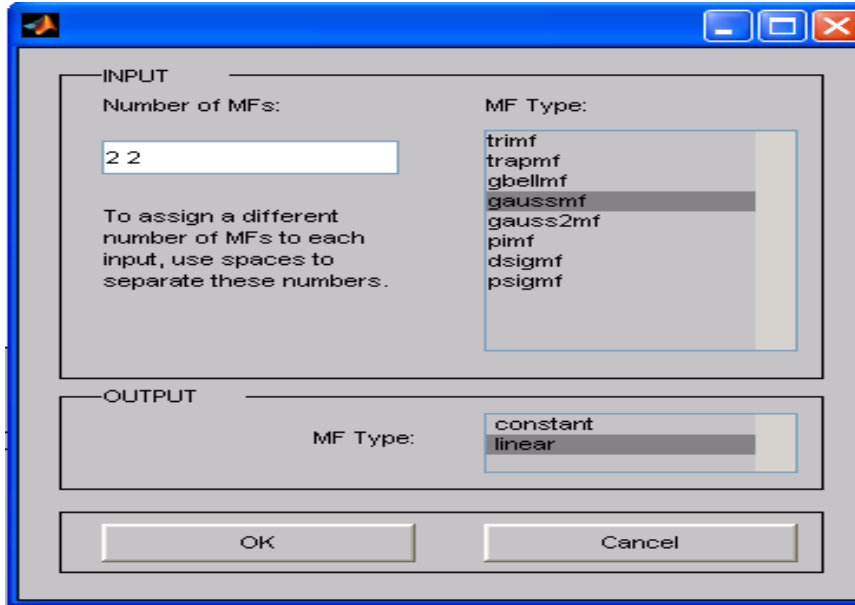 INPUT
Number of MFs:
2 2
To assign a different
number of MFs to each
input, use spaces to
separate these numbers.
MF Type:
trimf
trapmf
gbellmf
gaussmf
gauss2mf
pimf
dsigmf
psigmf
OUTPUT
MF Type:
constant
linear
OK
Cancel